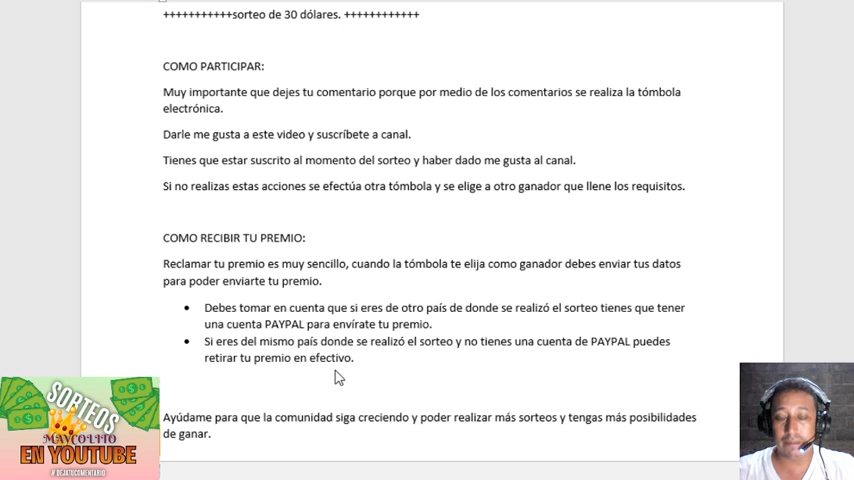 +++++++++++sorteo de 30 dólares. ++++++++++++
COMO PARTICIPAR:
Muy importante que dejes tu comentario porque por medio de los comentarios se realiza la tómbola
electrónica.
Darle me gusta a este video y suscríbete a canal.
Tienes que estar suscrito al momento del sorteo y haber dado me gusta al canal.
Si no realizas estas acciones se efectúa otra tómbola y se elige a otro ganador que llene los requisitos.
COMO RECIBIR TU PREMIO:
Reclamar tu premio es muy sencillo, cuando la tómbola te elija como ganador debes enviar tus datos
para poder enviarte tu premio.
• Debes tomar en cuenta que si eres de otro país de donde se realizó el sorteo tienes que tener
una cuenta PAYPAL para envírate tu premio.
• Si eres del mismo país donde se realizó el sorteo y no tienes una cuenta de PAYPAL puedes
retirar tu premio en efectivo.
Ayúdame para que la comunidad siga creciendo y poder realizar más sorteos y tengas más posibilidades
de ganar.
SORTEOS
MAYCOLITO
EN YOUTUBE
# DEJATUCOMENTARIO